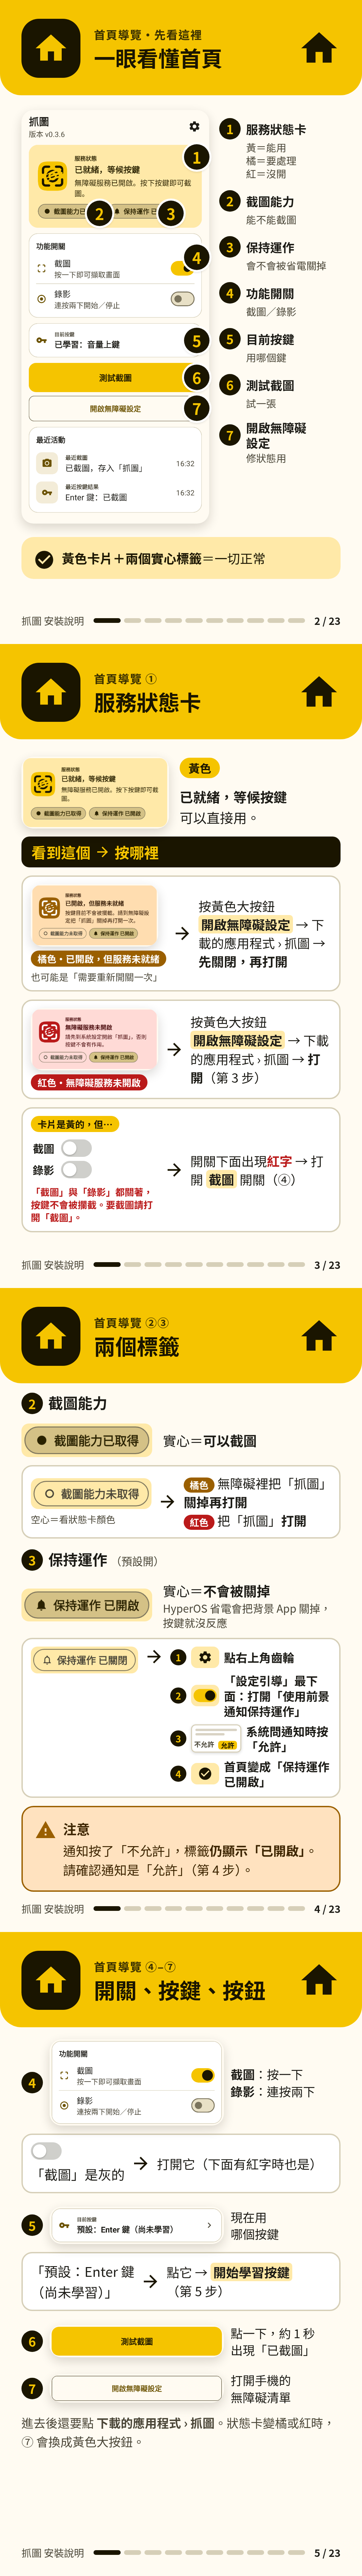 首頁導覽・先看這裡
一眼看懂首頁
抓圖
版本 v0.3.6
服務狀態
已就緒，等候按鍵
無障礙服務已開啟。按下按鍵即可截
圖。
1
2
3
功能開關
截圖
按一下即可擷取畫面
4
錄影
連按兩下開始／停止
目前按鍵
已學習：音量上鍵
5
測試截圖
6
開啟無障礙設定
7
最近活動
最近截圖
已截圖，存入「抓圖」
16:32
最近按鍵結果
Enter 鍵：已截圖
16:32
1 服務狀態卡
黃＝能用
橘＝要處理
紅＝沒開
2 截圖能力
能不能截圖
3 保持運作
會不會被省電關掉
4 功能開關
截圖／錄影
5 目前按鍵
用哪個鍵
6 測試截圖
試一張
7 開啟無障礙
設定
修狀態用
黃色卡片＋兩個實心標籤＝一切正常
抓圖 安裝說明
2 / 23
首頁導覽 ①
服務狀態卡
服務狀態
已就緒，等候按鍵
無障礙服務已開啟。按下按鍵即可截
圖。
截圖能力已取得
保持運作 已開啟
黃色
已就緒，等候按鍵
可以直接用。
看到這個 → 按哪裡
服務狀態
已開啟，但服務未就緒
按鍵目前不會被攔截。請到無障礙設
定把「抓圖」關掉再打開一次。
截圖能力未取得
保持運作 已開啟
橘色・已開啟，但服務未就緒
也可能是「需要重新開關一次」
→
按黃色大按鈕
開啟無障礙設定 → 下
載的應用程式 › 抓圖 →
先關閉，再打開
服務狀態
無障礙服務未開啟
請先到系統設定開啟「抓圖」，否則
按鍵不會有作用。
截圖能力未取得
保持運作 已開啟
紅色・無障礙服務未開啟
→
按黃色大按鈕
開啟無障礙設定 → 下載
的應用程式 › 抓圖 → 打
開（第 3 步）
卡片是黃的，但⋯
截圖
錄影
「截圖」與「錄影」都關著，
按鍵不會被攔截。要截圖請打
開「截圖」。
→
開關下面出現紅字 → 打
開 截圖 開關（④）
抓圖 安裝說明
3 / 23
首頁導覽 ②③
兩個標籤
2 截圖能力
截圖能力已取得
實心＝可以截圖
截圖能力未取得
空心＝看狀態卡顏色
→
橘色 無障礙裡把「抓圖」
關掉再打開
紅色 把「抓圖」打開
3 保持運作 （預設開）
保持運作 已開啟
實心＝不會被關掉
HyperOS 省電會把背景 App 關掉，
按鍵就沒反應
保持運作 已關閉
→
1 點右上角齒輪
2 「設定引導」最下
面：打開「使用前景
通知保持運作」
3 不允許 允許 系統問通知時按
「允許」
4 首頁變成「保持運作
已開啟」
注意
通知按了「不允許」，標籤仍顯示「已開啟」。
請確認通知是「允許」（第 4 步）。
抓圖 安裝說明
4 / 23
首頁導覽 ④–⑦
開關、按鍵、按鈕
4
功能開關
截圖
按一下即可擷取畫面
錄影
連按兩下開始／停止
截圖：按一下
錄影：連按兩下
「截圖」是灰的
→
打開它（下面有紅字時也是）
5
目前按鍵
預設：Enter 鍵（尚未學習）
現在用
哪個按鍵
「預設：Enter 鍵
（尚未學習）」
→
點它 → 開始學習按鍵
（第 5 步）
6
測試截圖
點一下，約 1 秒
出現「已截圖」
7
開啟無障礙設定
打開手機的
無障礙清單
進去後還要點 下載的應用程式 › 抓圖。狀態卡變橘或紅時，
⑦ 會換成黃色大按鈕。
抓圖 安裝說明
5 / 23